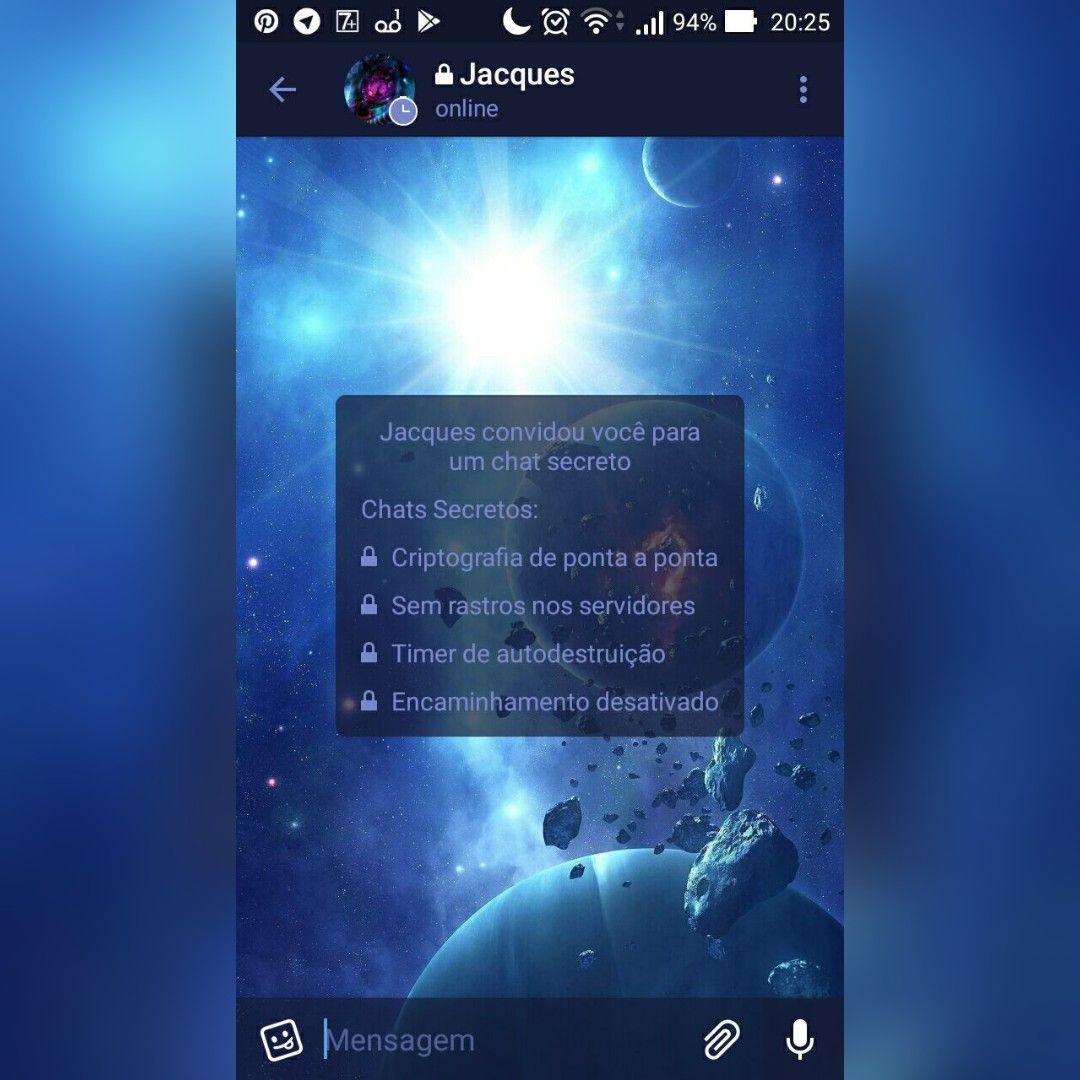 94% 20:25
Jacques
online
Jacques convidou você para
um chat secreto
Chats Secretos:
Criptografia de ponta a ponta
Sem rastros nos servidores
Timer de autodestruição
Encaminhamento desativado
Mensagem